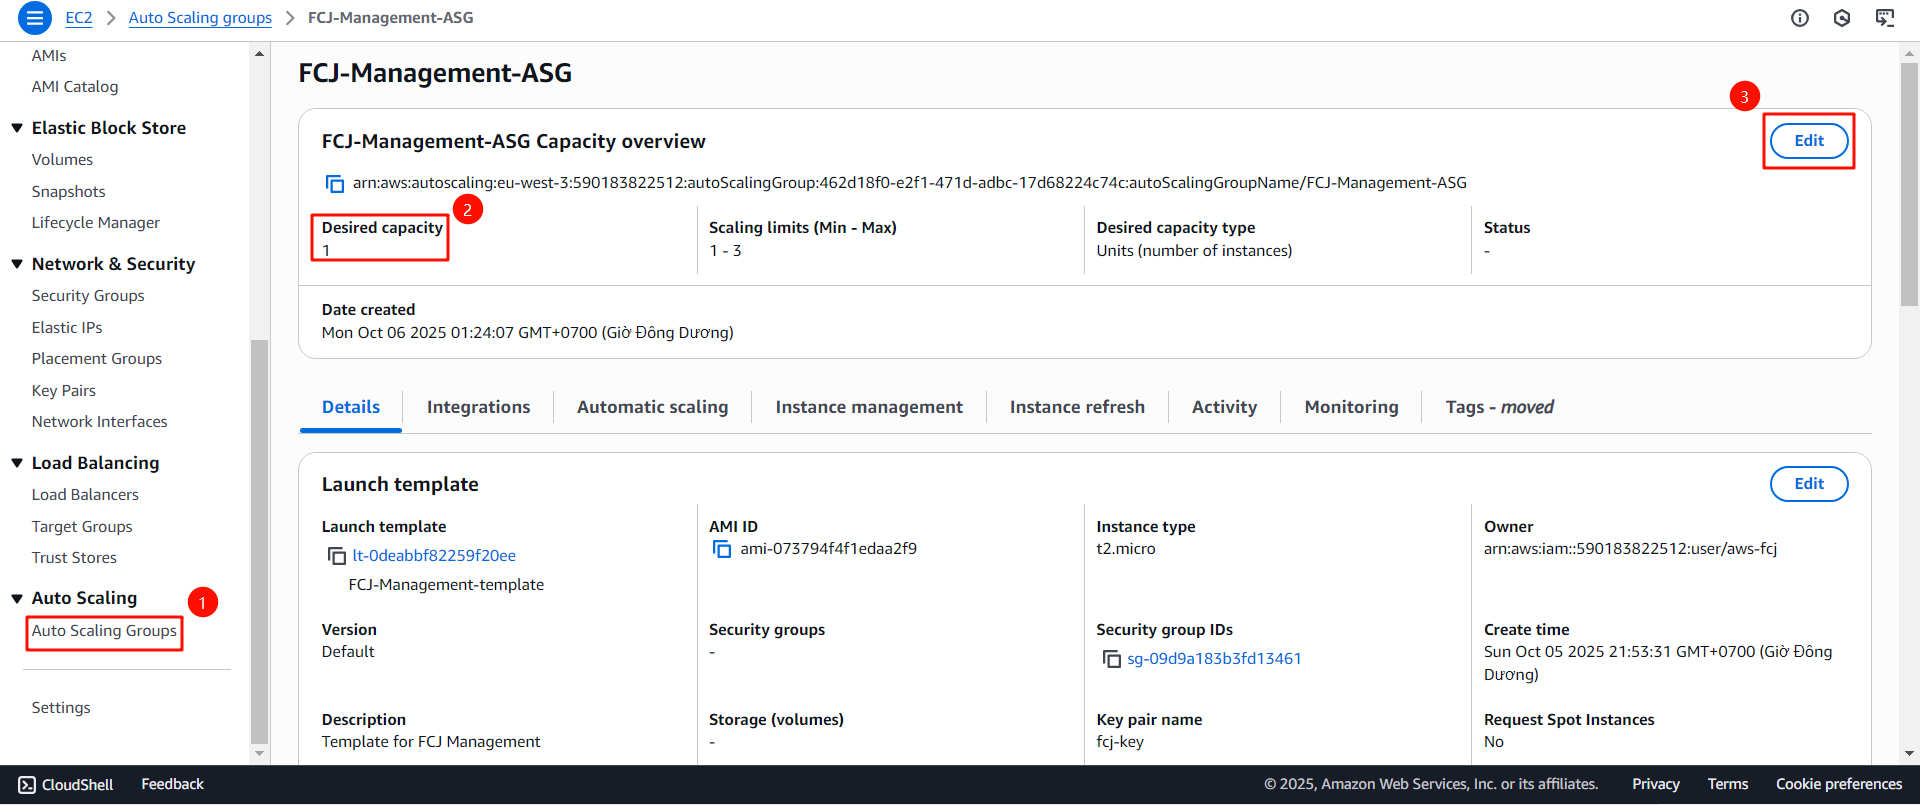 EC2 > Auto Scaling groups > FCJ-Management-ASG
AMIs
AMI Catalog
Elastic Block Store
Volumes
Snapshots
Lifecycle Manager
Network & Security
Security Groups
Elastic IPs
Placement Groups
Key Pairs
Network Interfaces
Load Balancing
Load Balancers
Target Groups
Trust Stores
Auto Scaling
1
Auto Scaling Groups
Settings
FCJ-Management-ASG
3
FCJ-Management-ASG Capacity overview
Edit
arn:aws:autoscaling:eu-west-3:590183822512:autoScalingGroup:462d18f0-e2f1-471d-adbc-17d68224c74c:autoScalingGroupName/FCJ-Management-ASG
2
Desired capacity
1
Scaling limits (Min - Max)
1 - 3
Desired capacity type
Units (number of instances)
Status
-
Date created
Mon Oct 06 2025 01:24:07 GMT+0700 (Giờ Đông Dương)
Details
Integrations
Automatic scaling
Instance management
Instance refresh
Activity
Monitoring
Tags - moved
Launch template
Edit
Launch template
lt-0deabbf82259f20ee
FCJ-Management-template
AMI ID
ami-073794f4f1edaa2f9
Instance type
t2.micro
Owner
arn:aws:iam::590183822512:user/aws-fcj
Version
Default
Security groups
-
Security group IDs
sg-09d9a183b3fd13461
Create time
Sun Oct 05 2025 21:53:31 GMT+0700 (Giờ Đông
Dương)
Description
Template for FCJ Management
Storage (volumes)
-
Key pair name
fcj-key
Request Spot Instances
No
CloudShell
Feedback
© 2025, Amazon Web Services, Inc. or its affiliates.
Privacy
Terms
Cookie preferences